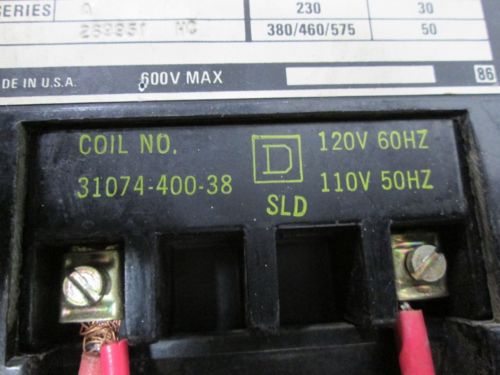 SERIES 230 30
380/460/575 50
DE IN U.S.A. 600V MAX 86
COIL NO. D 120V 60HZ
31074-400-38 110V 50HZ
SLD